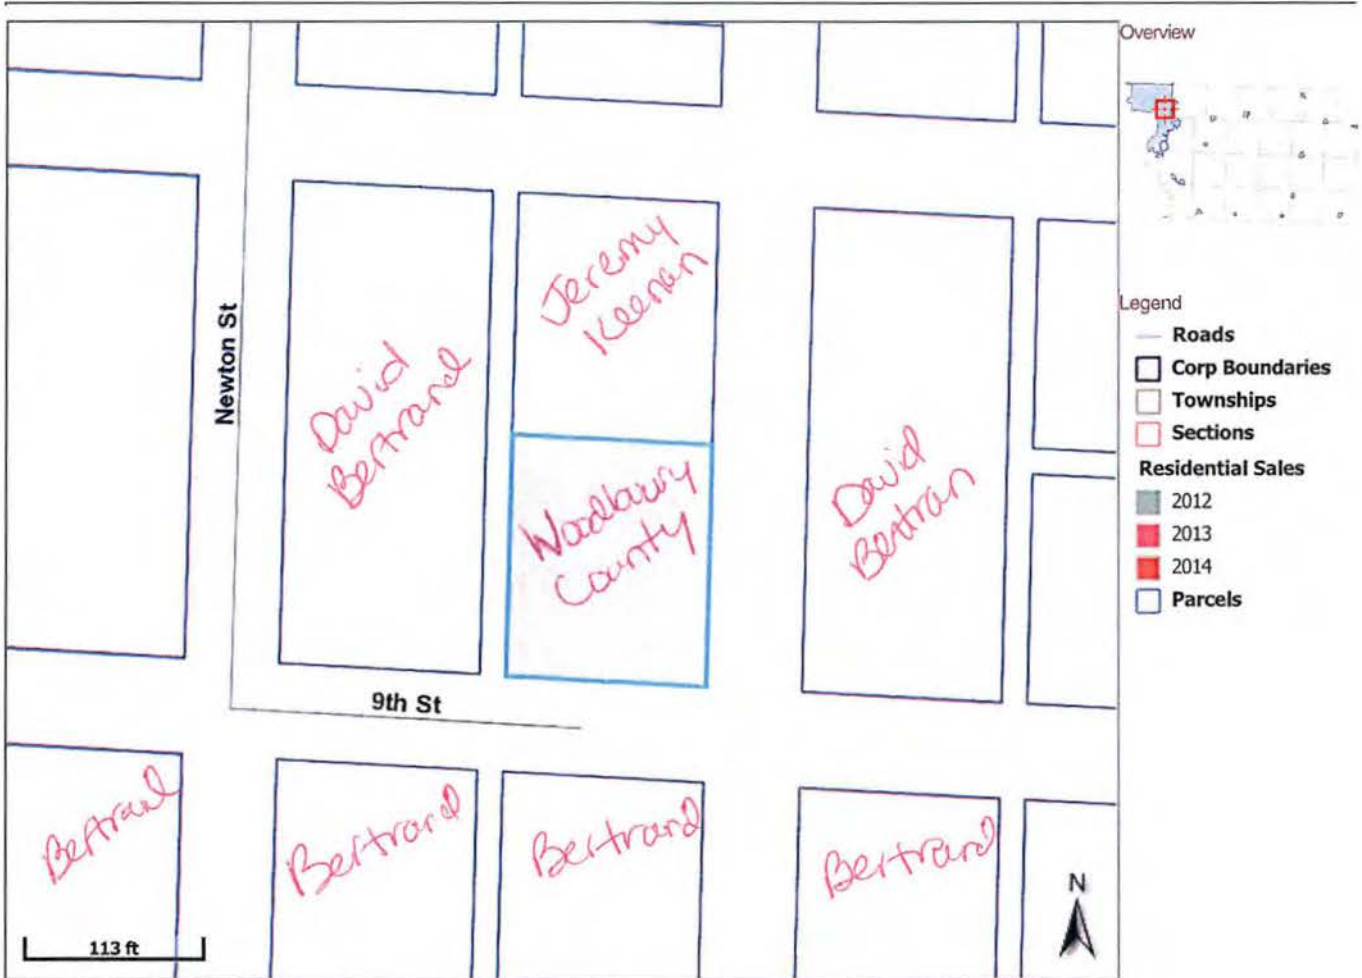 Overview
Legend
Roads
Corp Boundaries
Townships
Sections
Residential Sales
2012
2013
2014
Parcels
Newton St
9th St
Jeremy
Keenan
David
Bertrand
Woodbury
County
David
Bertran
Bertrand
Bertrand
Bertrand
Bertrand
N
113 ft